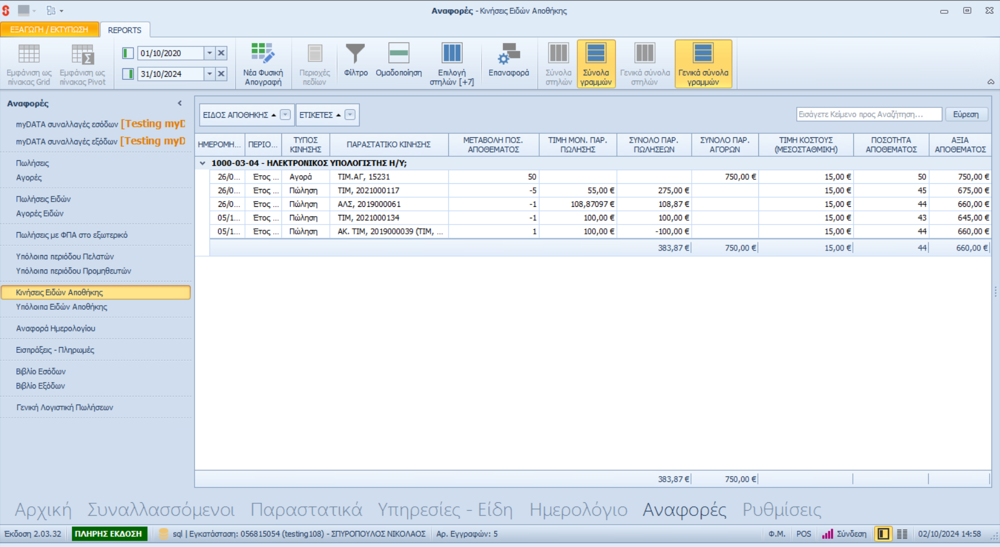 Αναφορές - Κινήσεις Ειδών Αποθήκης
ΕΞΑΓΩΓΗ / ΕΚΤΥΠΩΣΗ
REPORTS
Εμφάνιση ως πίνακας Grid
Εμφάνιση ως πίνακας Pivot
01/10/2020
31/10/2024
Νέα Φυσική Απογραφή
Περιοχές πεδίων
Φίλτρο
Ομαδοποίηση
Επιλογή στηλών [+7]
Επαναφορά
Σύνολα στηλών
Σύνολα γραμμών
Γενικά σύνολα στηλών
Γενικά σύνολα γραμμών
Αναφορές
myDATA συναλλαγές εσόδων [Testing myD
myDATA συναλλαγές εξόδων [Testing myD
Πωλήσεις
Αγορές
Πωλήσεις Ειδών
Αγορές Ειδών
Πωλήσεις με ΦΠΑ στο εξωτερικό
Υπόλοιπα περιόδου Πελατών
Υπόλοιπα περιόδου Προμηθευτών
Κινήσεις Ειδών Αποθήκης
Υπόλοιπα Ειδών Αποθήκης
Αναφορά Ημερολογίου
Εισπράξεις - Πληρωμές
Βιβλίο Εσόδων
Βιβλίο Εξόδων
Γενική Λογιστική Πωλήσεων
ΕΙΔΟΣ ΑΠΟΘΗΚΗΣ ΕΤΙΚΕΤΕΣ
Εισάγετε Κείμενο προς Αναζήτηση... Εύρεση
ΗΜΕΡΟΜΗ... ΠΕΡΙΟ... ΤΥΠΟΣ ΚΙΝΗΣΗΣ ΠΑΡΑΣΤΑΤΙΚΟ ΚΙΝΗΣΗΣ ΜΕΤΑΒΟΛΗ ΠΟΣ. ΑΠΟΘΕΜΑΤΟΣ ΤΙΜΗ ΜΟΝ. ΠΑΡ. ΠΩΛΗΣΗΣ ΣΥΝΟΛΟ ΠΑΡ. ΠΩΛΗΣΕΩΝ ΣΥΝΟΛΟ ΠΑΡ. ΑΓΟΡΩΝ ΤΙΜΗ ΚΟΣΤΟΥΣ (ΜΕΣΟΣΤΑΘΜΙΚΗ) ΠΟΣΟΤΗΤΑ ΑΠΟΘΕΜΑΤΟΣ ΑΞΙΑ ΑΠΟΘΕΜΑΤΟΣ
1000-03-04 - ΗΛΕΚΤΡΟΝΙΚΟΣ ΥΠΟΛΟΓΙΣΤΗΣ Η/Υ;
26/0... Έτος ... Αγορά ΤΙΜ.ΑΓ, 15231 50 750,00 € 15,00 € 50 750,00 €
26/0... Έτος ... Πώληση ΤΙΜ, 2021000117 -5 55,00 € 275,00 € 15,00 € 45 675,00 €
26/0... Έτος ... Πώληση ΑΛΣ, 2019000061 -1 108,87097 € 108,87 € 15,00 € 44 660,00 €
05/1... Έτος ... Πώληση ΤΙΜ, 2021000134 -1 100,00 € 100,00 € 15,00 € 43 645,00 €
05/1... Έτος ... Πώληση ΑΚ. ΤΙΜ, 2019000039 (ΤΙΜ, ... 1 100,00 € -100,00 € 15,00 € 44 660,00 €
383,87 € 750,00 € 15,00 € 44 660,00 €
383,87 € 750,00 €
Αρχική Συναλλασσόμενοι Παραστατικά Υπηρεσίες - Είδη Ημερολόγιο Αναφορές Ρυθμίσεις
Έκδοση 2.03.32 ΠΛΗΡΗΣ ΕΚΔΟΣΗ sql | Εγκατάσταση: 056815054 (testing108) - ΣΠΥΡΟΠΟΥΛΟΣ ΝΙΚΟΛΑΟΣ Αρ. Εγγραφών: 5 Φ.Μ. POS Σύνδεση 02/10/2024 14:58